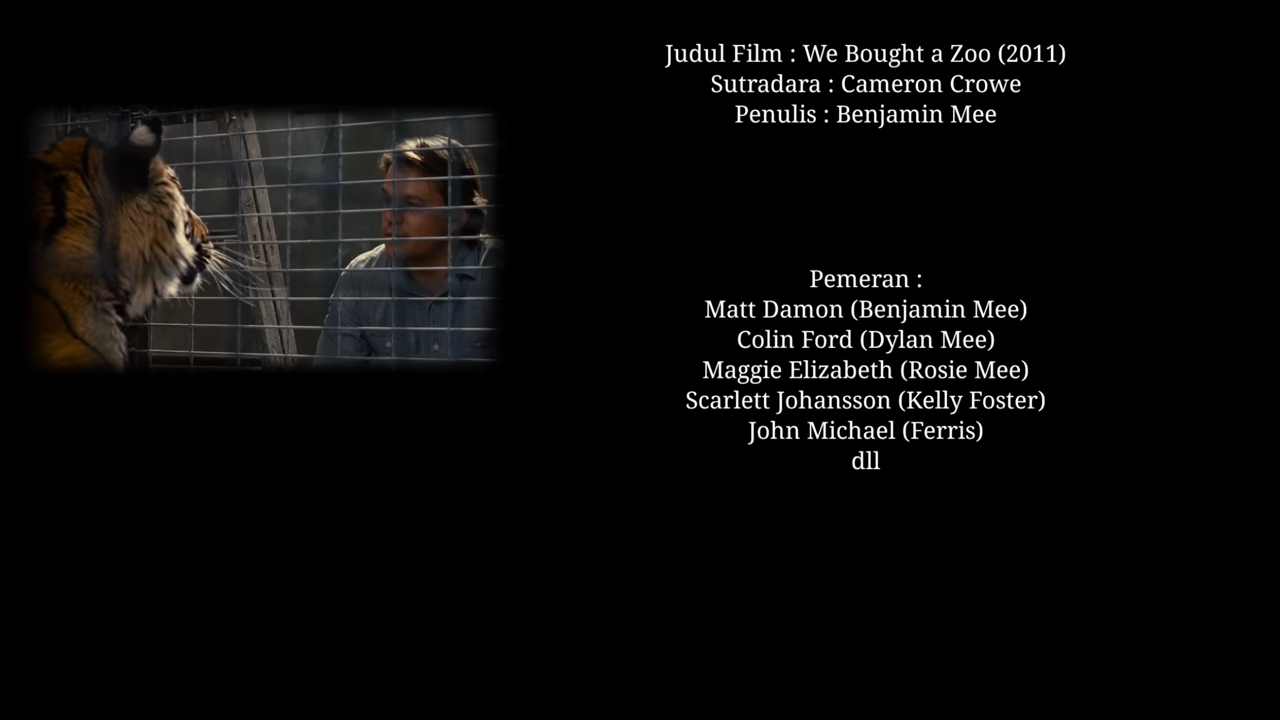 Judul Film : We Bought a Zoo (2011)
Sutradara : Cameron Crowe
Penulis : Benjamin Mee
Pemeran :
Matt Damon (Benjamin Mee)
Colin Ford (Dylan Mee)
Maggie Elizabeth (Rosie Mee)
Scarlett Johansson (Kelly Foster)
John Michael (Ferris)
dll